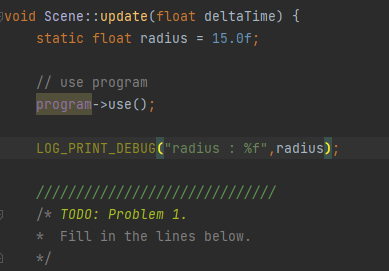 void Scene::update(float deltaTime) {
static float radius = 15.0f;
// use program
program->use();
LOG_PRINT_DEBUG("radius : %f",radius);
//////////////////////////////
/* TODO: Problem 1.
* Fill in the lines below.
*/